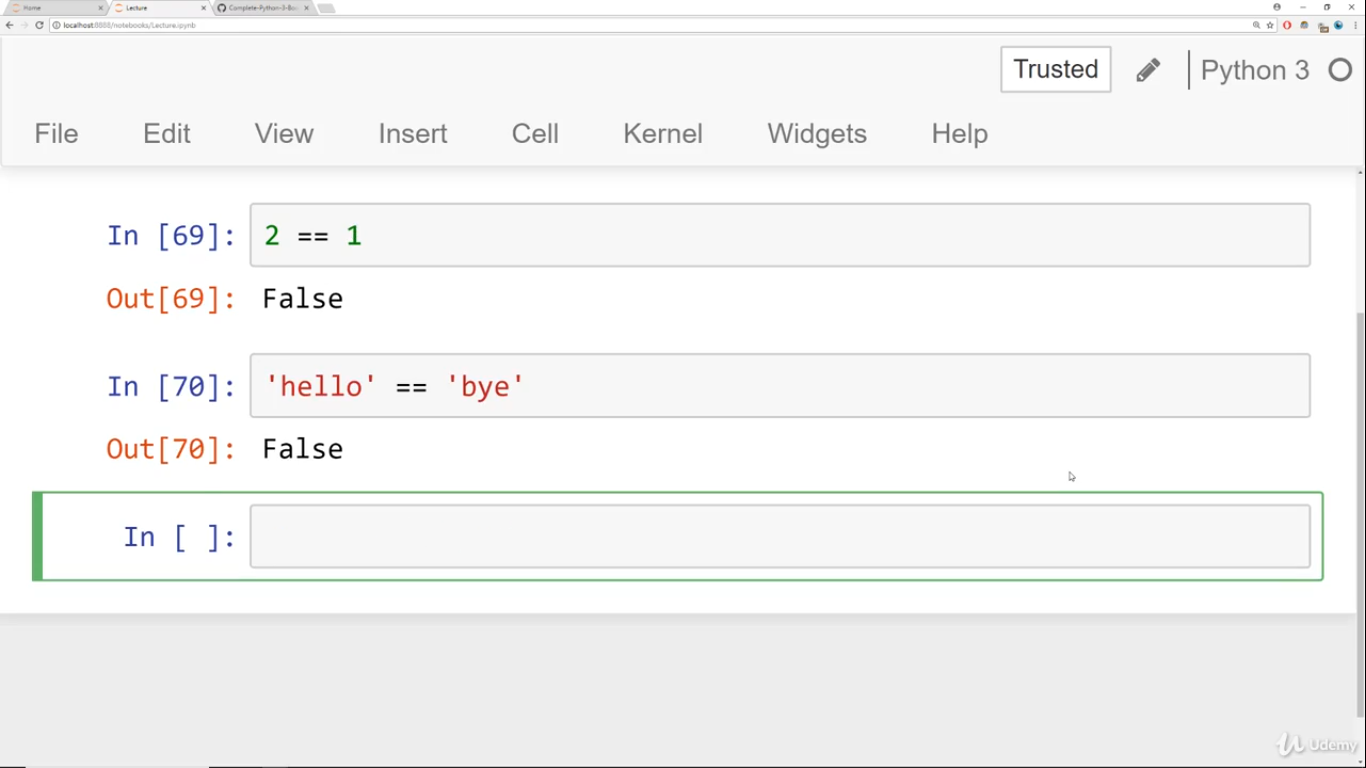 Home
Lecture
Complete-Python-3-Boo
localhost:8888/notebooks/Lecture.ipynb
Trusted
Python 3
File Edit View Insert Cell Kernel Widgets Help
In [69]: 2 == 1
Out[69]: False
In [70]: 'hello' == 'bye'
Out[70]: False
In [ ]:
Udemy